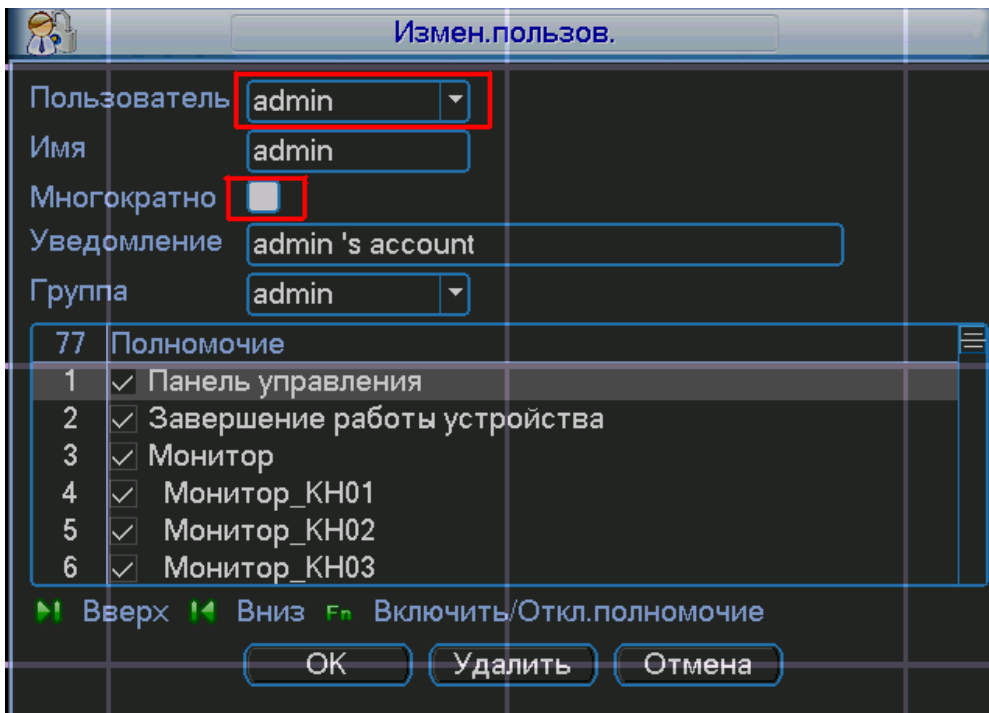 Измен.пользов.
Пользователь admin
Имя admin
Многократно
Уведомление admin 's account
Группа admin
77 Полномочие
1 Панель управления
2 Завершение работы устройства
3 Монитор
4 Монитор_КН01
5 Монитор_КН02
6 Монитор_КН03
Вверх Вниз Fn Включить/Откл.полномочие
OK Удалить Отмена